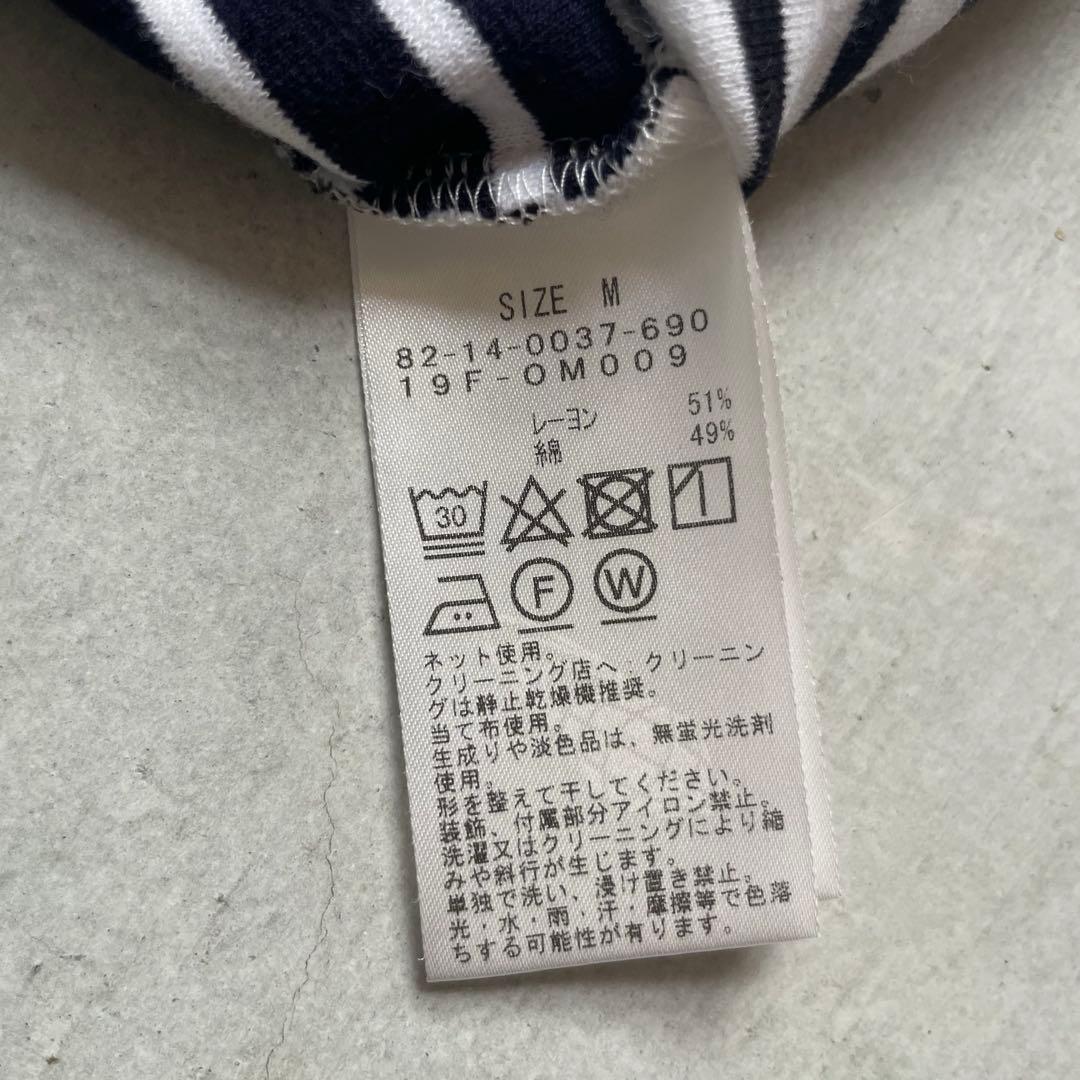 SIZE M
82-14-0037-690
19F-OM009
レーヨン 51%
綿 49%
30
F W
ネット使用。
クリーニング店へ．クリーニン
グは静止乾燥機推奨。
当て布使用。
生成りや淡色品は、無蛍光洗剤
使用。
形を整えて干してください。
装飾、付属部分アイロン禁止。
洗濯又はクリーニングにより縮
みや斜行が生じます。
単独で洗い、浸け置き禁止。
光・水・雨・汗・摩擦等で色落
ちする可能性が有ります。